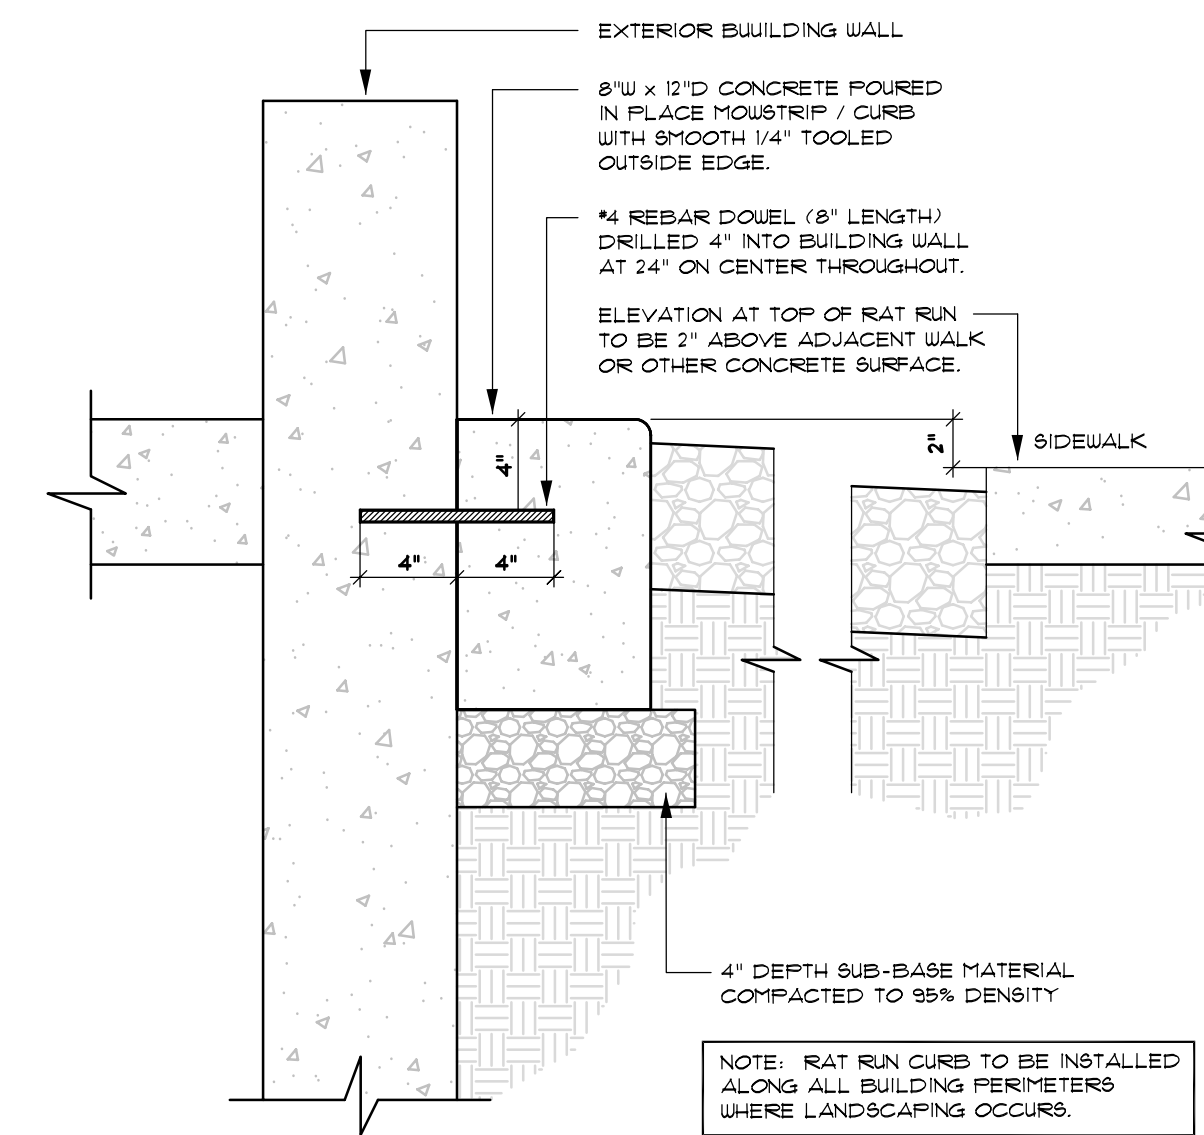 EXTERIOR BUUILDING WALL
8"W x 12"D CONCRETE POURED
IN PLACE MOWSTRIP / CURB
WITH SMOOTH 1/4" TOOLED
OUTSIDE EDGE.
#4 REBAR DOWEL (8" LENGTH)
DRILLED 4" INTO BUILDING WALL
AT 24" ON CENTER THROUGHOUT.
ELEVATION AT TOP OF RAT RUN
TO BE 2" ABOVE ADJACENT WALK
OR OTHER CONCRETE SURFACE.
SIDEWALK
2"
4"
4"
4"
4" DEPTH SUB-BASE MATERIAL
COMPACTED TO 95% DENSITY
NOTE: RAT RUN CURB TO BE INSTALLED
ALONG ALL BUILDING PERIMETERS
WHERE LANDSCAPING OCCURS.